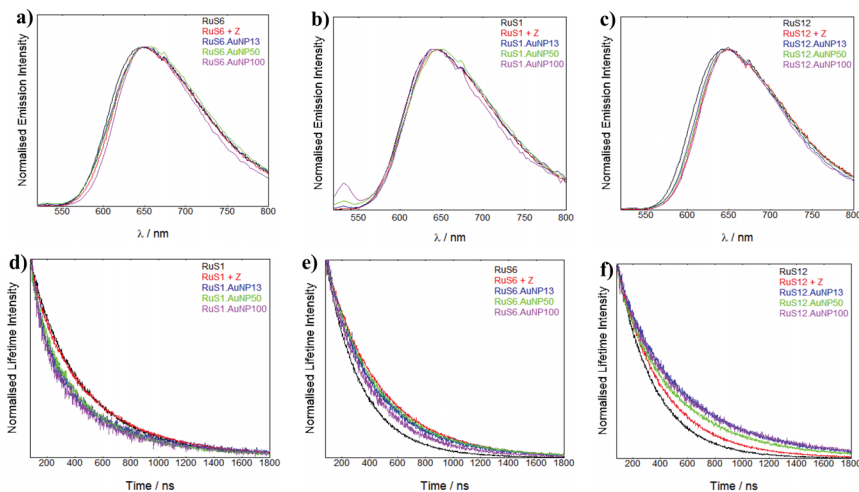 a)
RuS6
RuS6 + Z
RuS6.AuNP13
RuS6.AuNP50
RuS6.AuNP100
Normalised Emission Intensity
550 600 650 700 750 800
λ / nm
b)
RuS1
RuS1 + Z
RuS1.AuNP13
RuS1.AuNP50
RuS1.AuNP100
Normalised Emission Intensity
550 600 650 700 750 800
λ / nm
c)
RuS12
RuS12 + Z
RuS12.AuNP13
RuS12.AuNP50
RuS12.AuNP100
Normalised Emission Intensity
550 600 650 700 750 800
λ / nm
d)
RuS1
RuS1 + Z
RuS1.AuNP13
RuS1.AuNP50
RuS1.AuNP100
Normalised Lifetime Intensity
200 400 600 800 1000 1200 1400 1600 1800
Time / ns
e)
RuS6
RuS6 + Z
RuS6.AuNP13
RuS6.AuNP50
RuS6.AuNP100
Normalised Lifetime Intensity
200 400 600 800 1000 1200 1400 1600 1800
Time / ns
f)
RuS12
RuS12 + Z
RuS12.AuNP13
RuS12.AuNP50
RuS12.AuNP100
Normalised Lifetime Intensity
200 400 600 800 1000 1200 1400 1600 1800
Time / ns